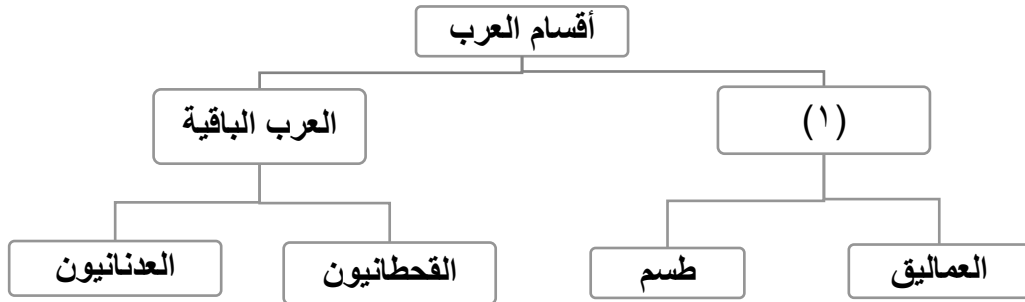 أقسام العرب
(١)
العرب الباقية
العماليق
طسم
القحطانيون
العدنانيون